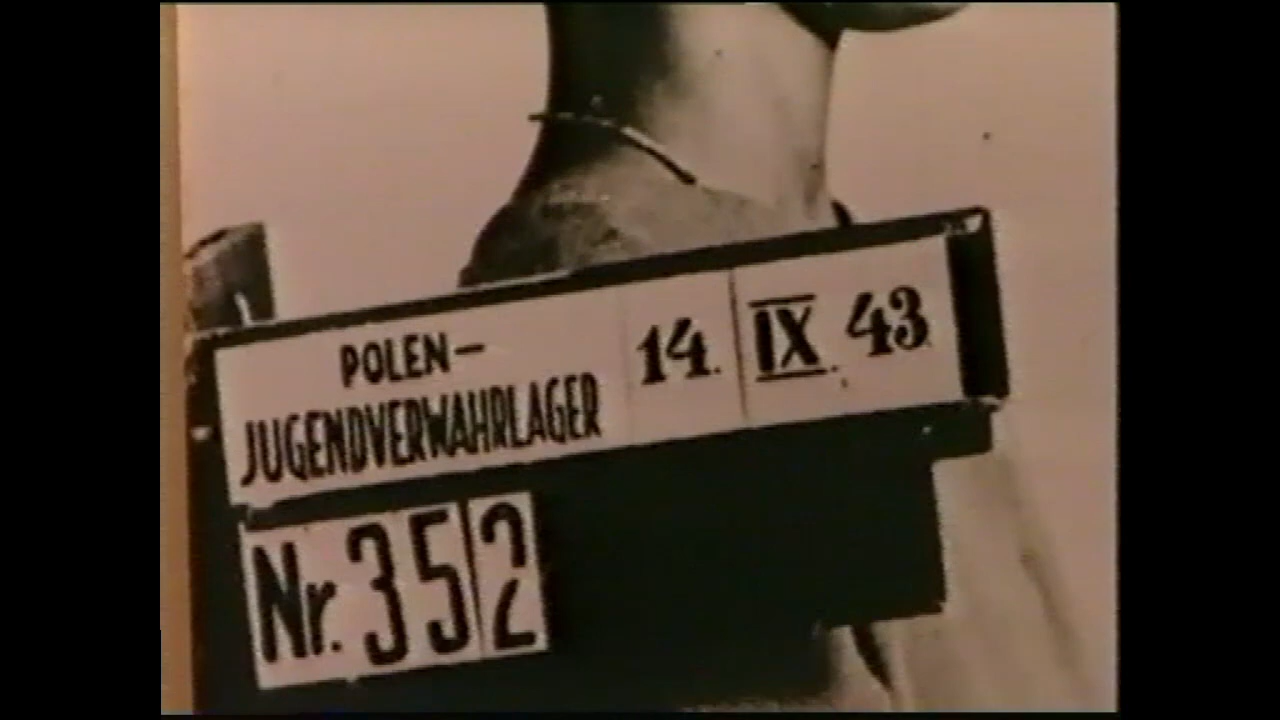 POLEN-
JUGENDVERWAHRLAGER
14. IX. 43
Nr. 352